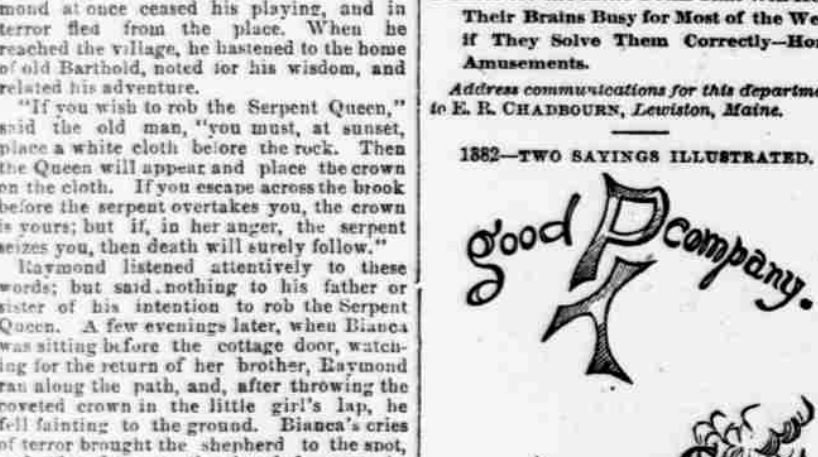 mond at once ceased his playing, and in
terror fled from the place. When he
reached the village, he hastened to the home
of old Barthold, noted for his wisdom, and
related his adventure.
"If you wish to rob the Serpent Queen,"
said the old man, "you must, at sunset,
place a white cloth before the rock. Then
the Queen will appear and place the crown
on the cloth. If you escape across the brook
before the serpent overtakes you, the crown
is yours; but if, in her anger, the serpent
seizes you, then death will surely follow."
Raymond listened attentively to these
words; but said nothing to his father or
sister of his intention to rob the Serpent
Queen. A few evenings later, when Bianca
was sitting before the cottage door, watch-
ing for the return of her brother, Raymond
ran along the path, and, after throwing the
coveted crown in the little girl's lap, he
fell fainting to the ground. Bianca's cries
of terror brought the shepherd to the spot,
Their Brains Busy for Most of the We
if They Solve Them Correctly—Ho
Amusements.
Address communications for this departme
to E. R. CHADBOURN, Lewiston, Maine.
1882—TWO SAYINGS ILLUSTRATED.
good P company.